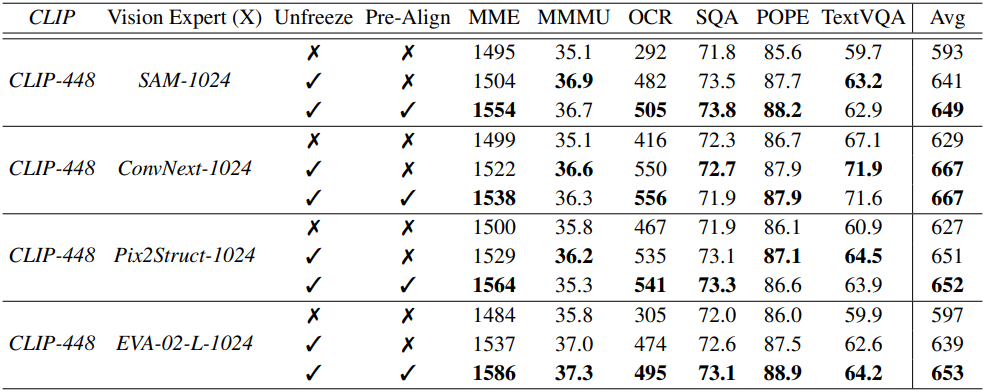 CLIP Vision Expert (X) Unfreeze Pre-Align MME MMMU OCR SQA POPE TextVQA Avg
✗ ✗ 1495 35.1 292 71.8 85.6 59.7 593
CLIP-448 SAM-1024 ✓ ✗ 1504 36.9 482 73.5 87.7 63.2 641
✓ ✓ 1554 36.7 505 73.8 88.2 62.9 649
✗ ✗ 1499 35.1 416 72.3 86.7 67.1 629
CLIP-448 ConvNext-1024 ✓ ✗ 1522 36.6 550 72.7 87.9 71.9 667
✓ ✓ 1538 36.3 556 71.9 87.9 71.6 667
✗ ✗ 1500 35.8 467 71.9 86.1 60.9 627
CLIP-448 Pix2Struct-1024 ✓ ✗ 1529 36.2 535 73.1 87.1 64.5 651
✓ ✓ 1564 35.3 541 73.3 86.6 63.9 652
✗ ✗ 1484 35.8 305 72.0 86.0 59.9 597
CLIP-448 EVA-02-L-1024 ✓ ✗ 1537 37.0 474 72.6 87.5 62.6 639
✓ ✓ 1586 37.3 495 73.1 88.9 64.2 653